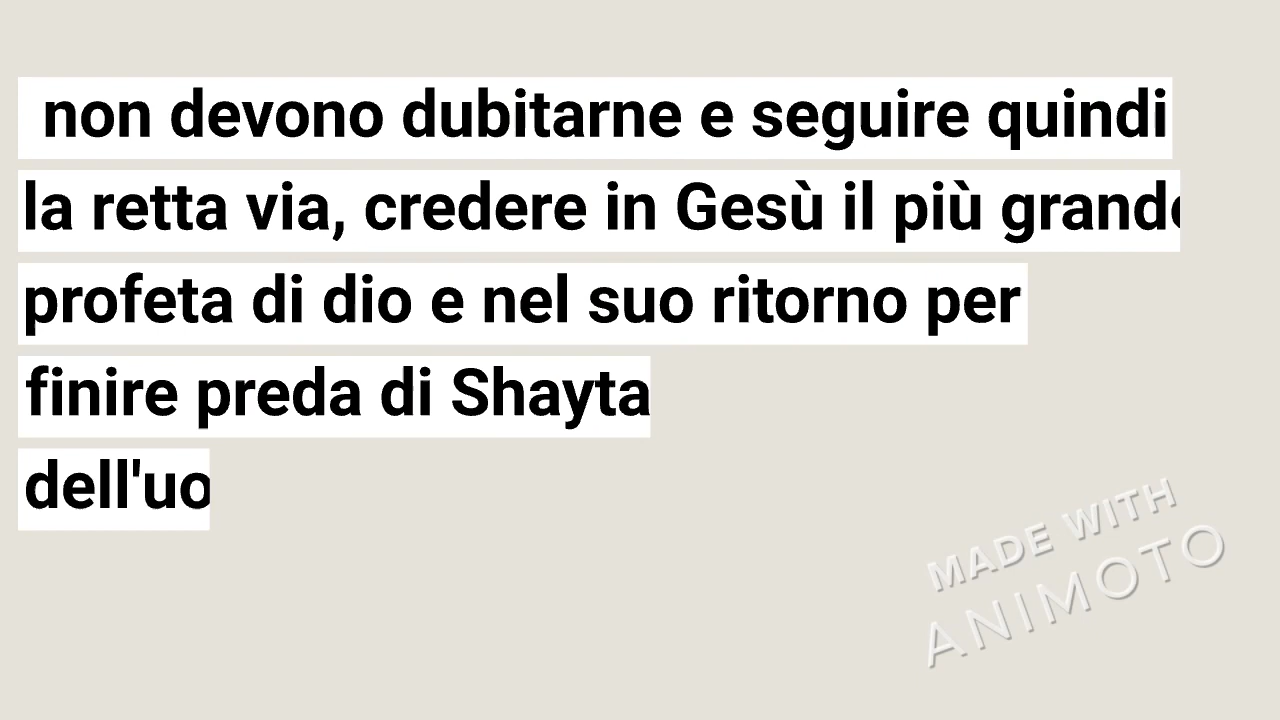 non devono dubitarne e seguire quindi
la retta via, credere in Gesù il più grande
profeta di dio e nel suo ritorno per
finire preda di Shayta
dell'uo
MADE WITH
ANIMOTO